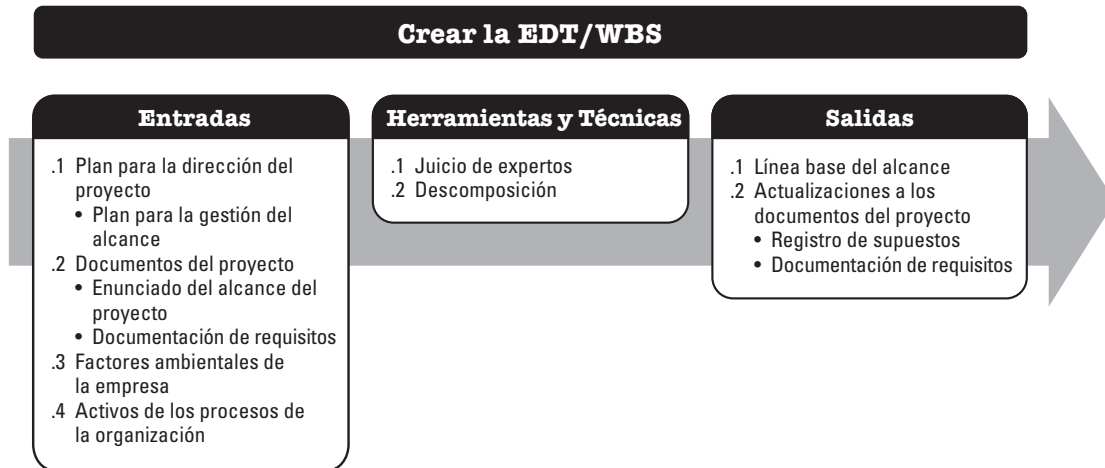 Crear la EDT/WBS
Entradas
.1 Plan para la dirección del
proyecto
• Plan para la gestión del
alcance
.2 Documentos del proyecto
• Enunciado del alcance del
proyecto
• Documentación de requisitos
.3 Factores ambientales de
la empresa
.4 Activos de los procesos de
la organización
Herramientas y Técnicas
.1 Juicio de expertos
.2 Descomposición
Salidas
.1 Línea base del alcance
.2 Actualizaciones a los
documentos del proyecto
• Registro de supuestos
• Documentación de requisitos